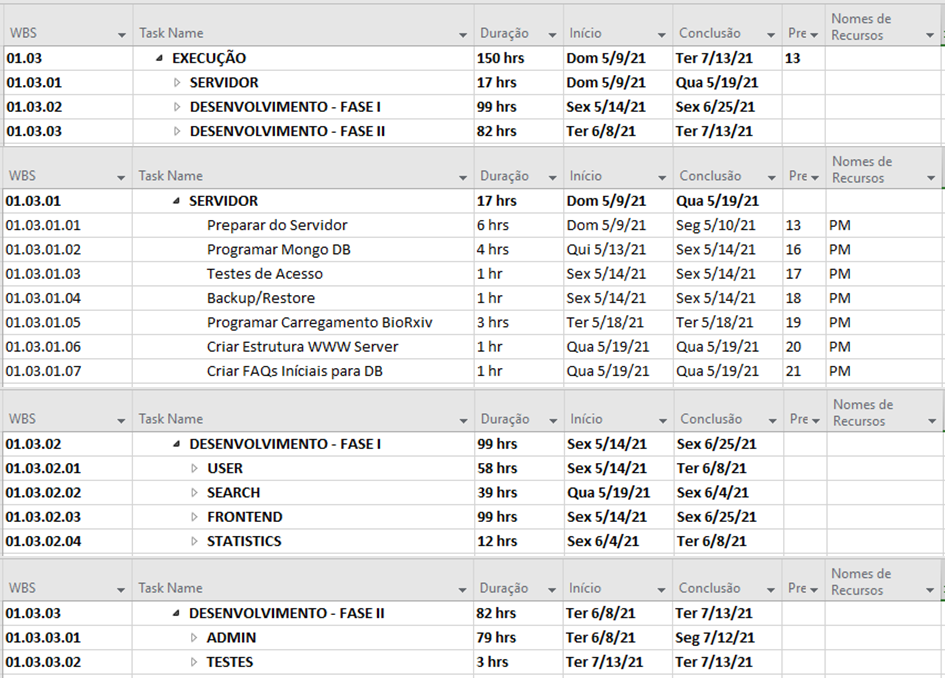 WBS Task Name Duração Início Conclusão Pre Nomes de Recursos
01.03 EXECUÇÃO 150 hrs Dom 5/9/21 Ter 7/13/21 13
01.03.01 SERVIDOR 17 hrs Dom 5/9/21 Qua 5/19/21
01.03.02 DESENVOLVIMENTO - FASE I 99 hrs Sex 5/14/21 Sex 6/25/21
01.03.03 DESENVOLVIMENTO - FASE II 82 hrs Ter 6/8/21 Ter 7/13/21
WBS Task Name Duração Início Conclusão Pre Nomes de Recursos
01.03.01 SERVIDOR 17 hrs Dom 5/9/21 Qua 5/19/21
01.03.01.01 Preparar do Servidor 6 hrs Dom 5/9/21 Seg 5/10/21 13 PM
01.03.01.02 Programar Mongo DB 4 hrs Qui 5/13/21 Sex 5/14/21 16 PM
01.03.01.03 Testes de Acesso 1 hr Sex 5/14/21 Sex 5/14/21 17 PM
01.03.01.04 Backup/Restore 1 hr Sex 5/14/21 Sex 5/14/21 18 PM
01.03.01.05 Programar Carregamento BioRxiv 3 hrs Ter 5/18/21 Ter 5/18/21 19 PM
01.03.01.06 Criar Estrutura WWW Server 1 hr Qua 5/19/21 Qua 5/19/21 20 PM
01.03.01.07 Criar FAQs Iníciais para DB 1 hr Qua 5/19/21 Qua 5/19/21 21 PM
WBS Task Name Duração Início Conclusão Pre Nomes de Recursos
01.03.02 DESENVOLVIMENTO - FASE I 99 hrs Sex 5/14/21 Sex 6/25/21
01.03.02.01 USER 58 hrs Sex 5/14/21 Ter 6/8/21
01.03.02.02 SEARCH 39 hrs Qua 5/19/21 Sex 6/4/21
01.03.02.03 FRONTEND 99 hrs Sex 5/14/21 Sex 6/25/21
01.03.02.04 STATISTICS 12 hrs Sex 6/4/21 Ter 6/8/21
WBS Task Name Duração Início Conclusão Pre Nomes de Recursos
01.03.03 DESENVOLVIMENTO - FASE II 82 hrs Ter 6/8/21 Ter 7/13/21
01.03.03.01 ADMIN 79 hrs Ter 6/8/21 Seg 7/12/21
01.03.03.02 TESTES 3 hrs Ter 7/13/21 Ter 7/13/21